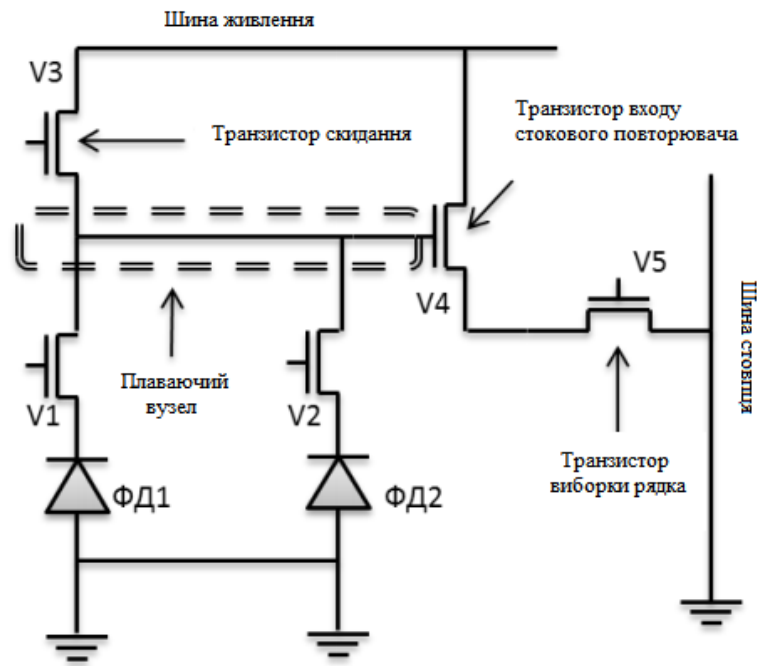 Шина живлення
V3
Транзистор скидання
Транзистор входу
стокового повторювача
V4
V5
Шина стовпця
Плаваючий
вузел
V1
V2
Транзистор
виборки рядка
ФД1
ФД2